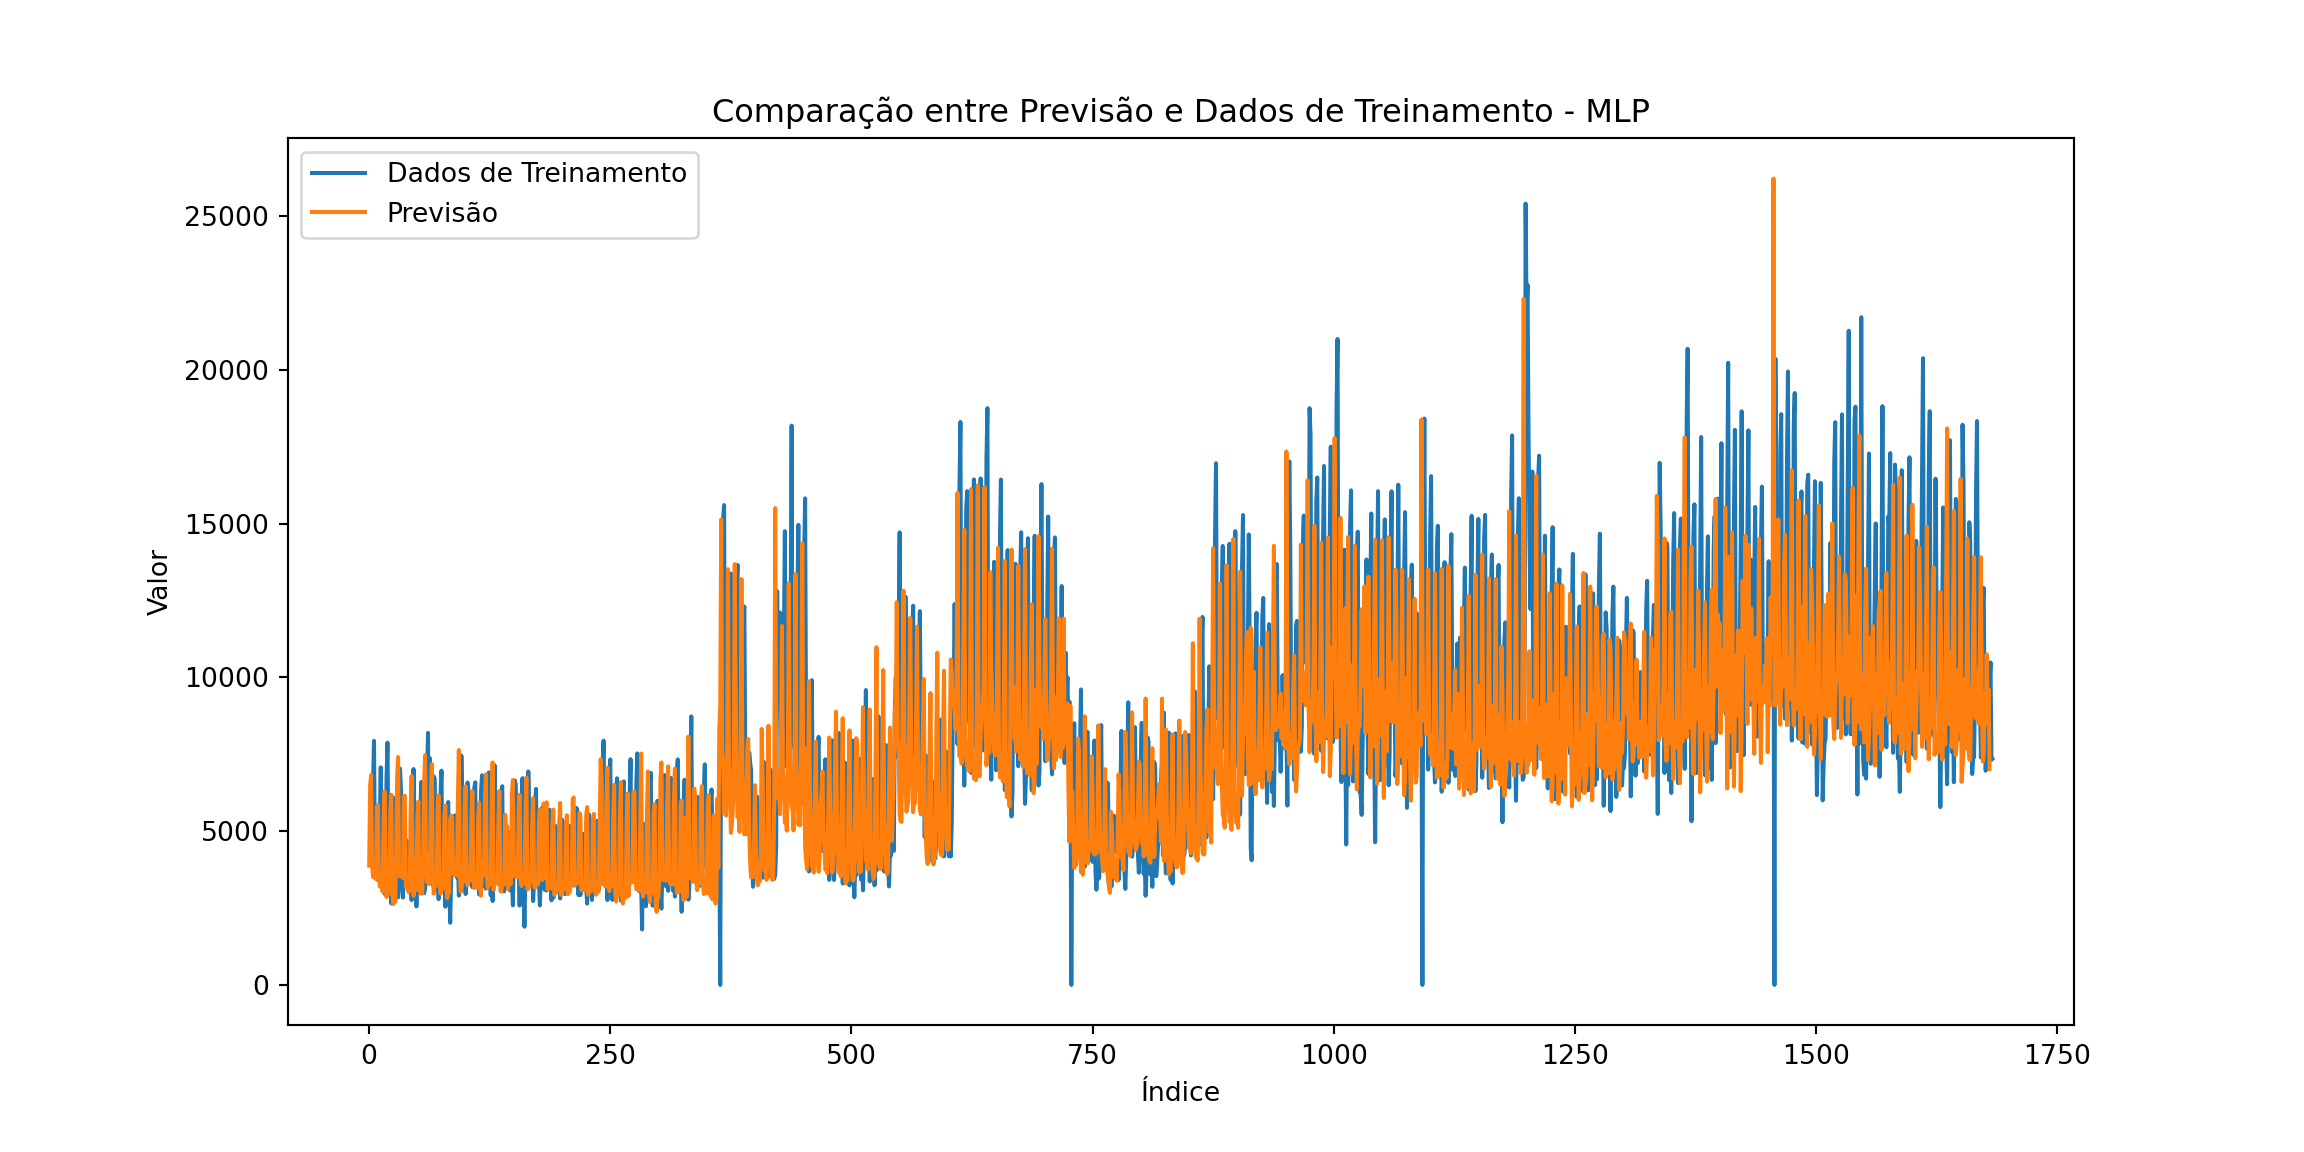 Comparação entre Previsão e Dados de Treinamento - MLP
Dados de Treinamento
Previsão
25000
20000
15000
10000
5000
0
Valor
0 250 500 750 1000 1250 1500 1750
Índice